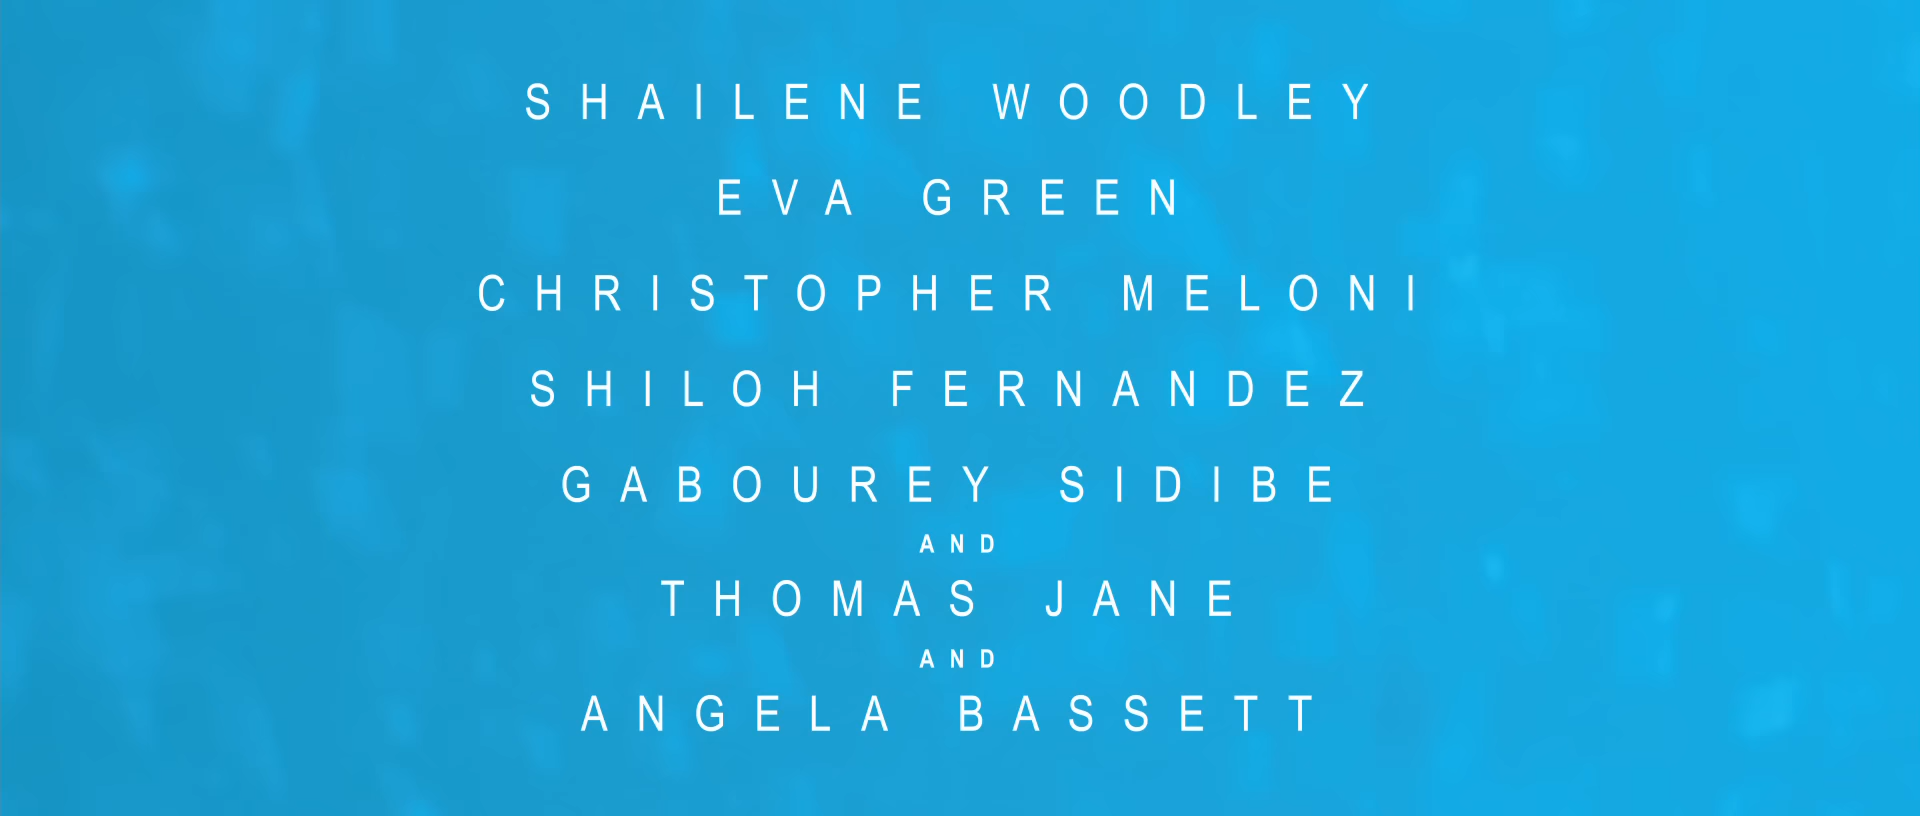 SHAILENE WOODLEY
EVA GREEN
CHRISTOPHER MELONI
SHILOH FERNANDEZ
GABOUREY SIDIBE
AND
THOMAS JANE
AND
ANGELA BASSETT